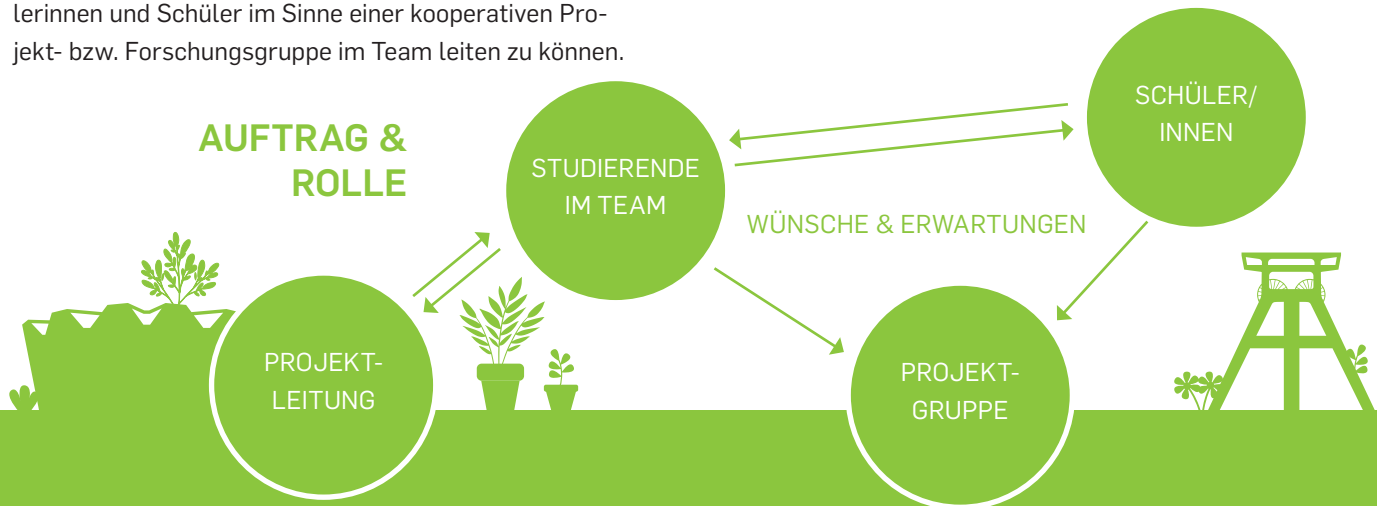 lerinnen und Schüler im Sinne einer kooperativen Pro-
jekt- bzw. Forschungsgruppe im Team leiten zu können.
AUFTRAG &
ROLLE
STUDIERENDE
IM TEAM
SCHÜLER/
INNEN
WÜNSCHE & ERWARTUNGEN
PROJEKT-
LEITUNG
PROJEKT-
GRUPPE